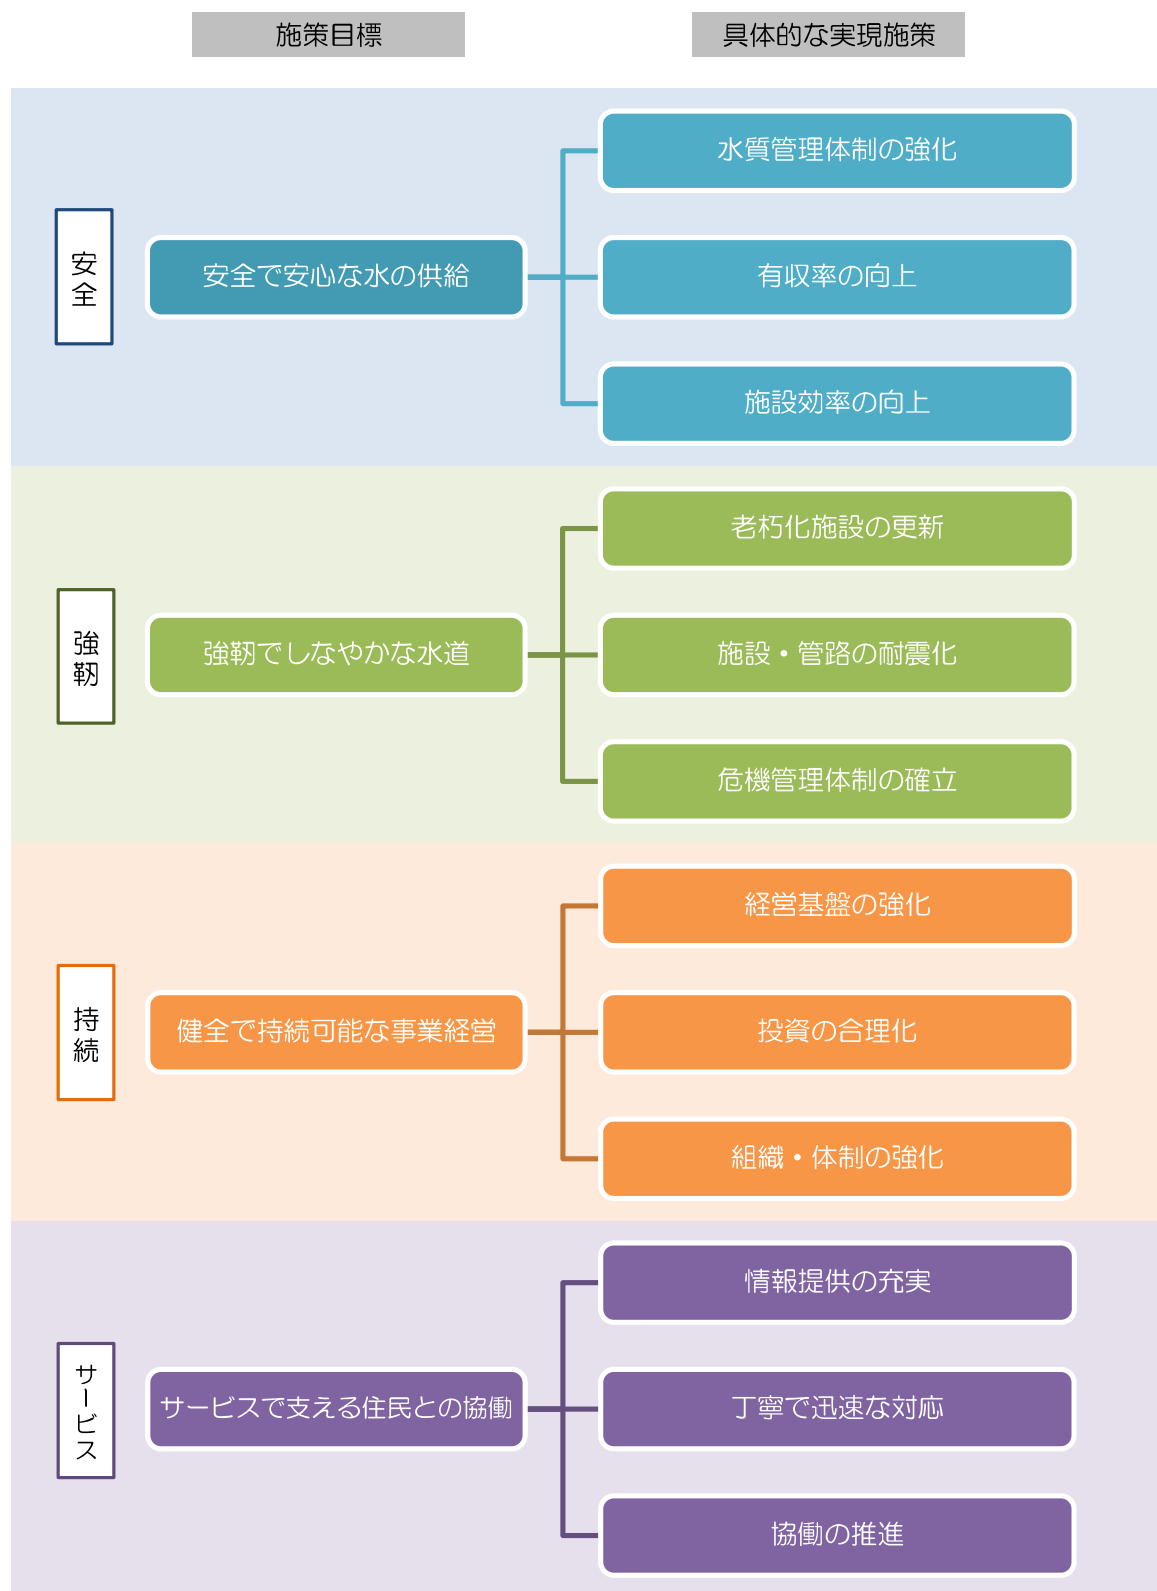 施策目標
具体的な実現施策
安全
安全で安心な水の供給
水質管理体制の強化
有収率の向上
施設効率の向上
強靭
強靭でしなやかな水道
老朽化施設の更新
施設・管路の耐震化
危機管理体制の確立
持続
健全で持続可能な事業経営
経営基盤の強化
投資の合理化
組織・体制の強化
サービス
サービスで支える住民との協働
情報提供の充実
丁寧で迅速な対応
協働の推進